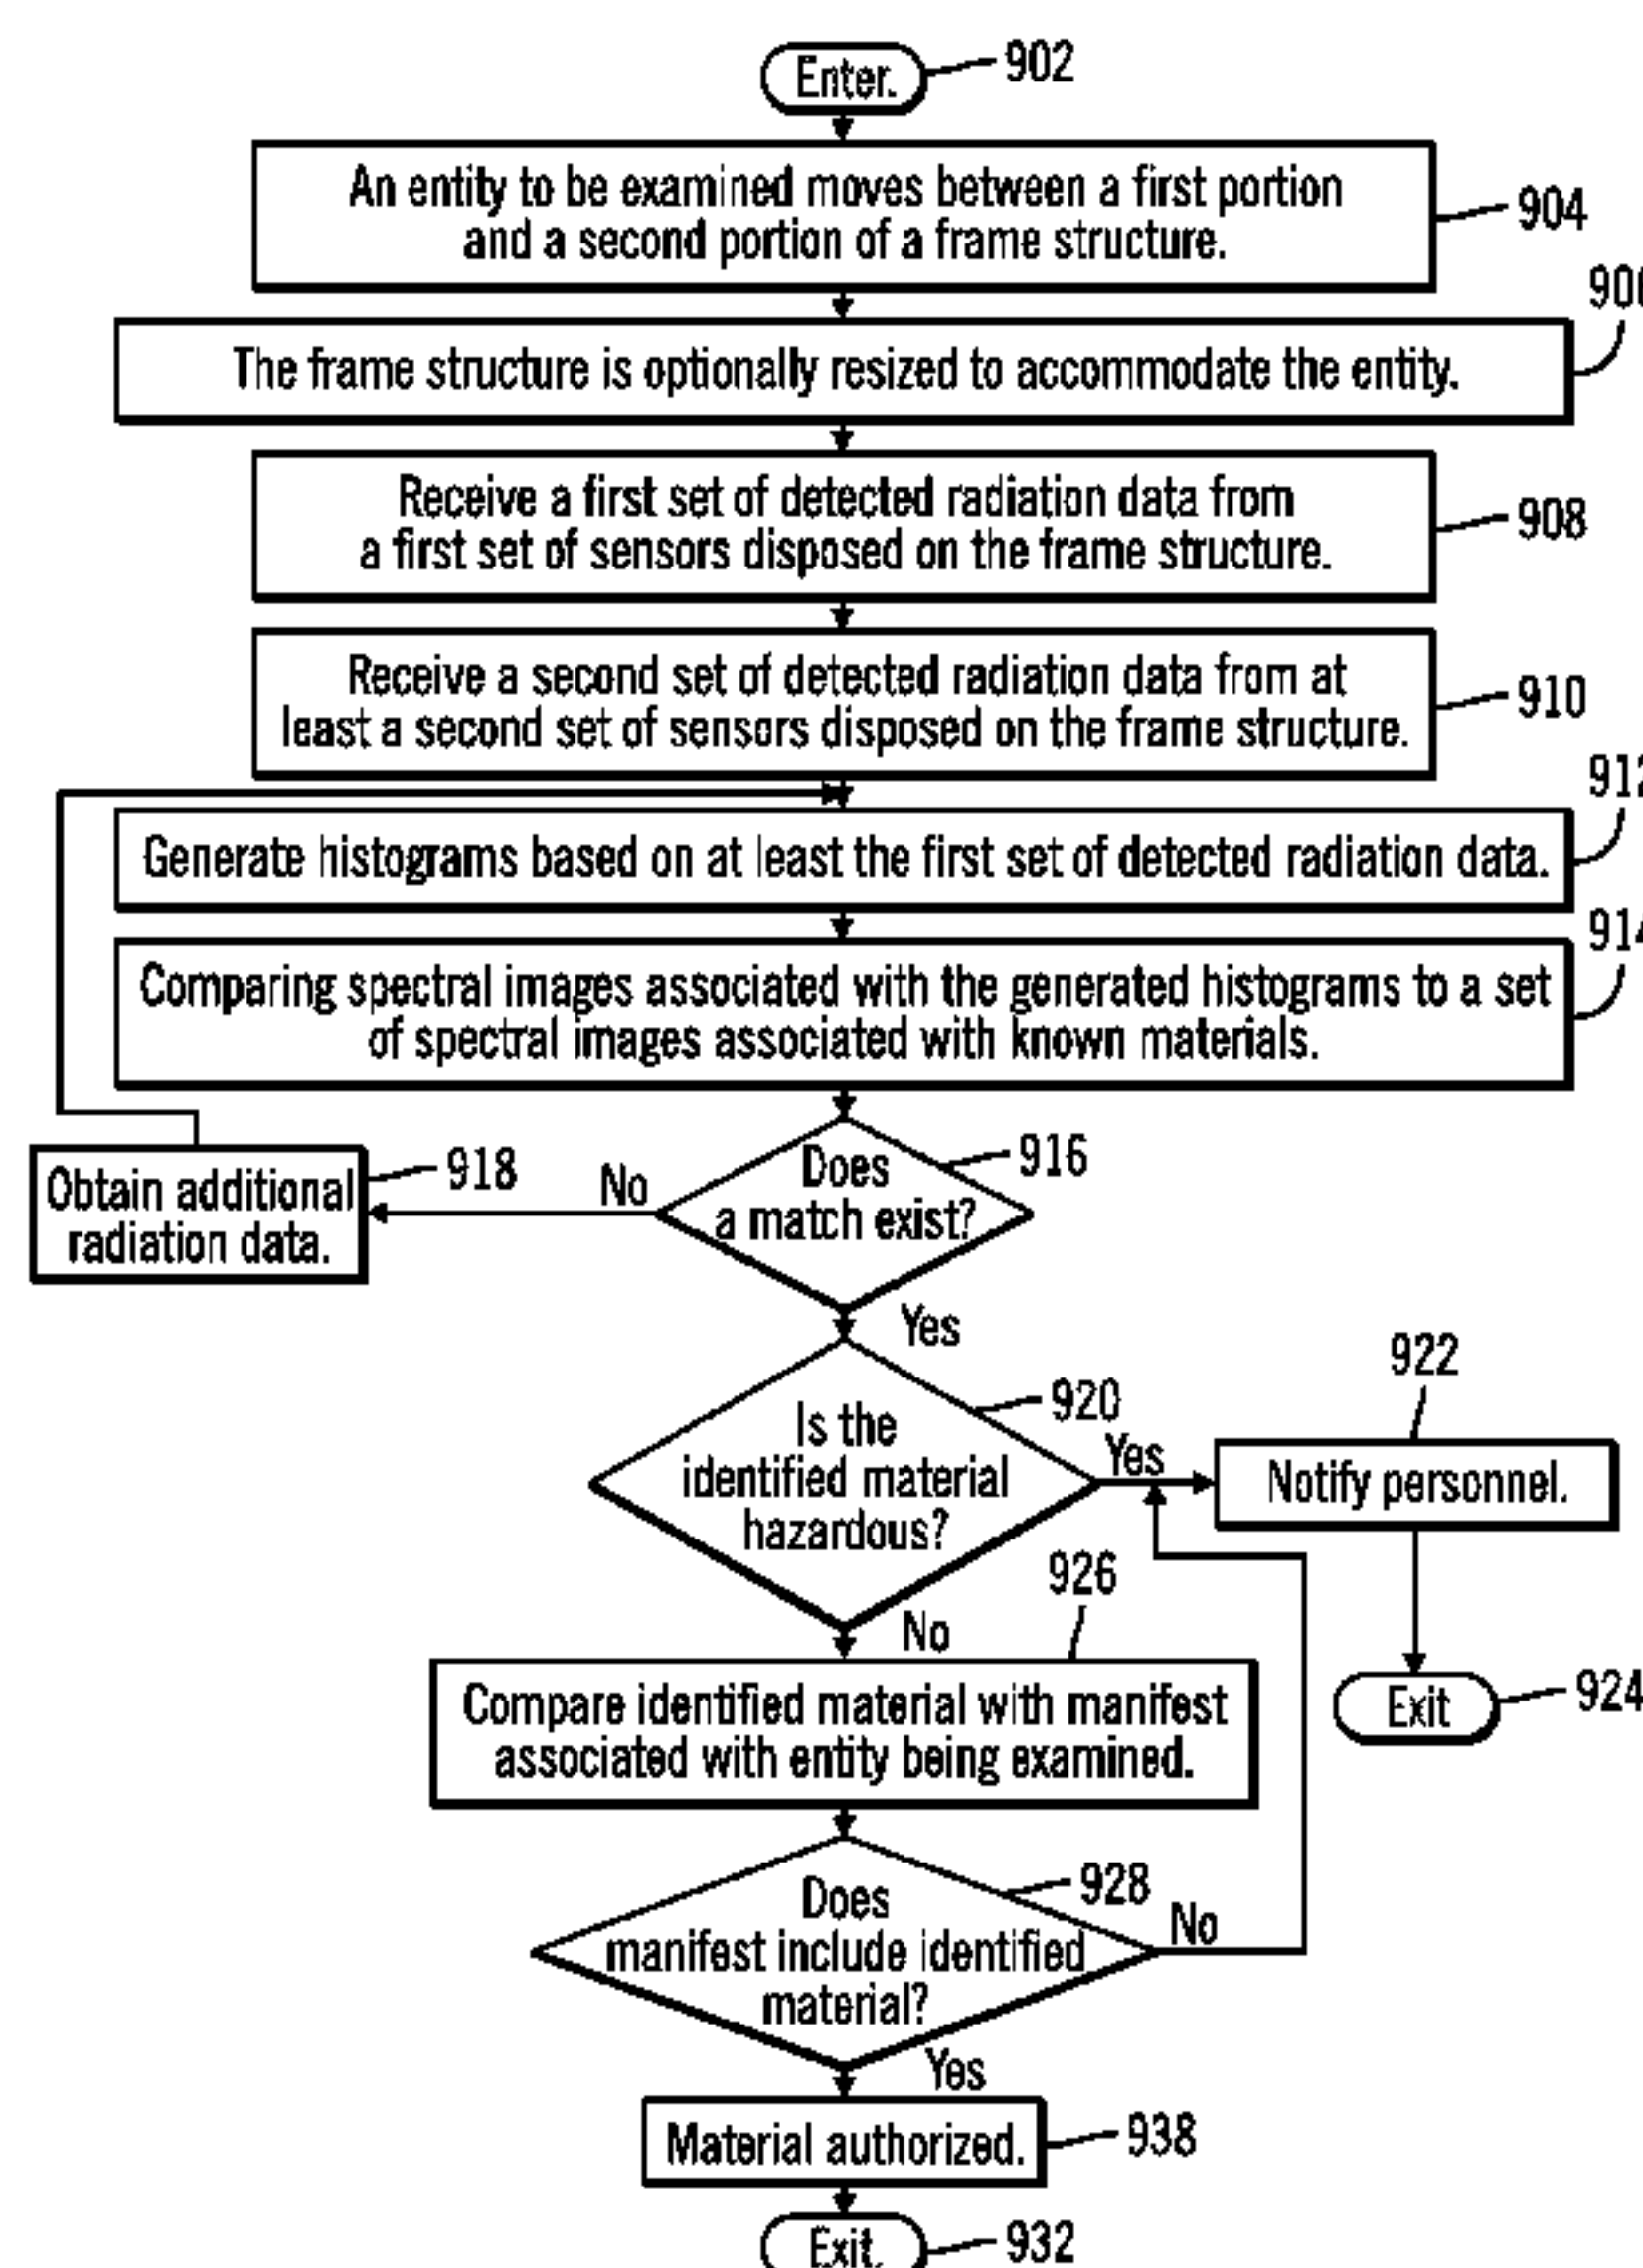 Enter.
902
An entity to be examined moves between a first portion
and a second portion of a frame structure.
904
The frame structure is optionally resized to accommodate the entity.
Receive a first set of detected radiation data from
a first set of sensors disposed on the frame structure.
908
Receive a second set of detected radiation data from at
least a second set of sensors disposed on the frame structure.
910
912
Generate histograms based on at least the first set of detected radiation data.
914
Comparing spectral images associated with the generated histograms to a set
of spectral images associated with known materials.
Does
a match exist?
916
No
918
Obtain additional
radiation data.
Yes
Is the
identified material
hazardous?
920
Yes
922
Notify personnel.
924
Exit
No
926
Compare identified material with manifest
associated with entity being examined.
Does
manifest include identified
material?
928
No
Yes
Material authorized.
938
Exit.
932